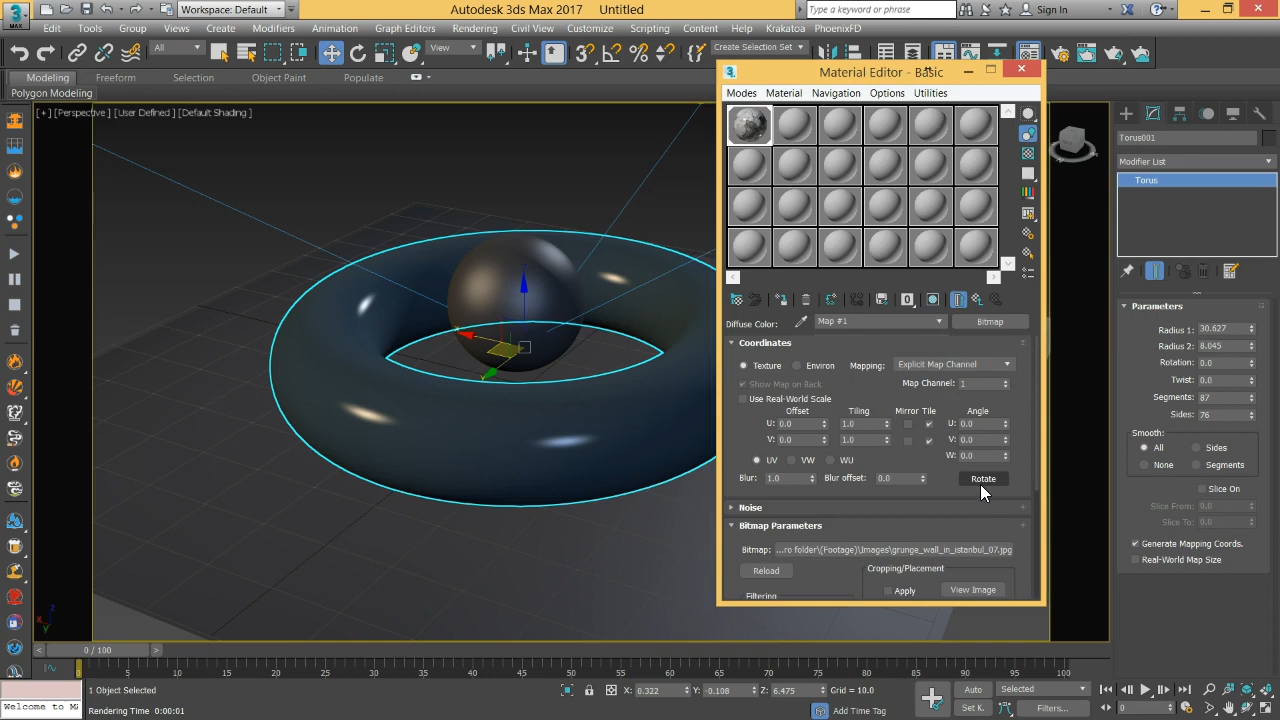 Workspace: Default
Autodesk 3ds Max 2017 Untitled
Type a keyword or phrase
Sign In
MAX
Edit Tools Group Views Create Modifiers Animation Graph Editors Rendering Civil View Customize Scripting Content Help Krakatoa PhoenixFD
All
View
Create Selection Set
Modeling Freeform Selection Object Paint Populate
Polygon Modeling
[+] [Perspective] [User Defined] [Default Shading]
Material Editor - Basic
Modes Material Navigation Options Utilities
Diffuse Color: Map #1 Bitmap
Coordinates
Texture Environ Mapping: Explicit Map Channel
Show Map on Back Map Channel: 1
Use Real-World Scale
Offset Tiling Mirror Tile Angle
U: 0.0 1.0 U: 0.0
V: 0.0 1.0 V: 0.0
W: 0.0
UV VW WU
Blur: 1.0 Blur offset: 0.0 Rotate
Noise
Bitmap Parameters
Bitmap: ...ro folder\(Footage)\Images\grunge_wall_in_istanbul_07.jpg
Reload
Cropping/Placement
Apply View Image
Filtering
Torus001
Modifier List
Torus
Parameters
Radius 1: 30.627
Radius 2: 8.045
Rotation: 0.0
Twist: 0.0
Segments: 87
Sides: 76
Smooth:
All Sides
None Segments
Slice On
Slice From: 0.0
Slice To: 0.0
Generate Mapping Coords.
Real-World Map Size
0 / 100
5 10 15 20 25 30 35 40 45 50 55 60 65 70 75 80 85 90 95 100
1 Object Selected
X: 0.322 Y: -0.108 Z: 6.475 Grid = 10.0
Auto Selected
Welcome to M
Rendering Time 0:00:01
Add Time Tag
Set K. Filters...
0